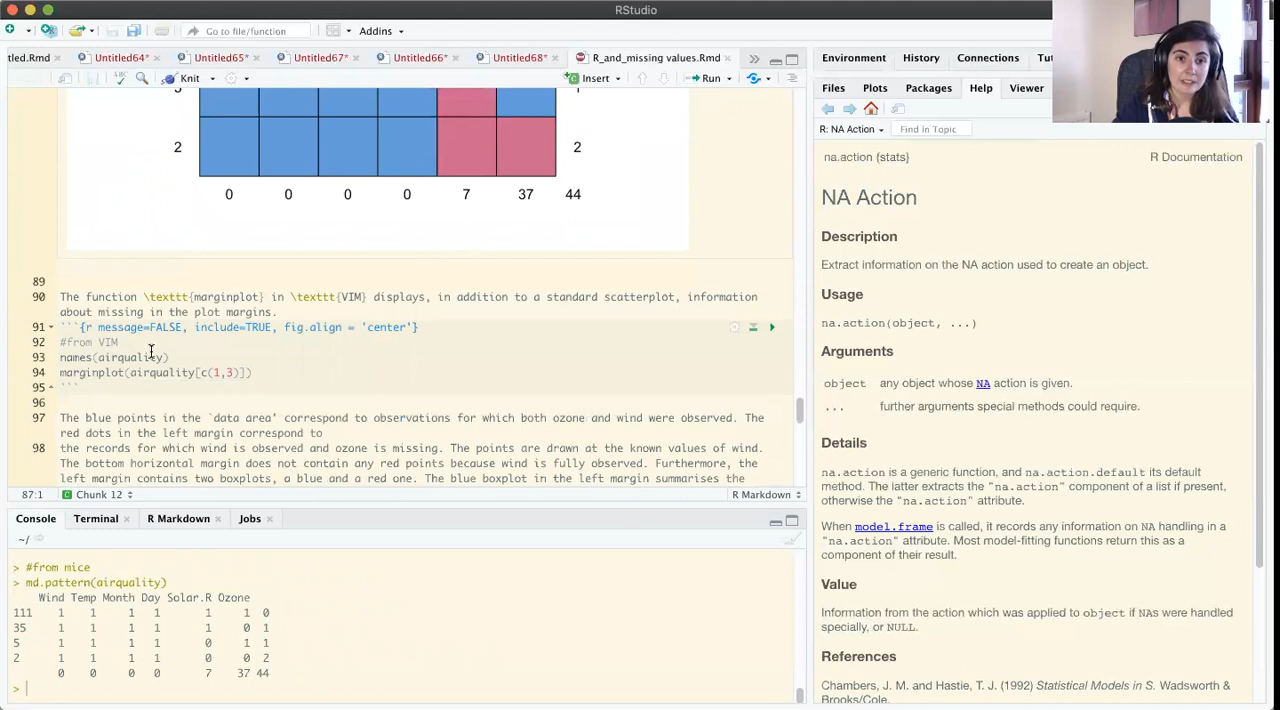 RStudio
Go to file/function
Addins
tled.Rmd
Untitled64*
Untitled65*
Untitled67*
Untitled66*
Untitled68*
R_and_missing values.Rmd
Environment
History
Connections
Tut
ABC
Knit
Insert
Run
Files
Plots
Packages
Help
Viewer
R: NA Action
Find in Topic
2
2
0
0
0
0
7
37
44
89
90 The function \texttt{marginplot} in \texttt{VIM} displays, in addition to a standard scatterplot, information
about missing in the plot margins.
91 ```{r message=FALSE, include=TRUE, fig.align = 'center'}
92 #from VIM
93 names(airquality)
94 marginplot(airquality[c(1,3)])
95 ```
96
97 The blue points in the `data area’ correspond to observations for which both ozone and wind were observed. The
red dots in the left margin correspond to
98 the records for which wind is observed and ozone is missing. The points are drawn at the known values of wind.
The bottom horizontal margin does not contain any red points because wind is fully observed. Furthermore, the
left margin contains two boxplots, a blue and a red one. The blue boxplot in the left margin summarises the
87:1
Chunk 12
R Markdown
Console
Terminal
R Markdown
Jobs
~/
> #from mice
> md.pattern(airquality)
Wind Temp Month Day Solar.R Ozone
111 1 1 1 1 1 1 0
35 1 1 1 1 1 0 1
5 1 1 1 1 0 1 1
2 1 1 1 1 0 0 2
0 0 0 0 7 37 44
>
na.action {stats}
R Documentation
NA Action
Description
Extract information on the NA action used to create an object.
Usage
na.action(object, ...)
Arguments
object any object whose NA action is given.
... further arguments special methods could require.
Details
na.action is a generic function, and na.action.default its default
method. The latter extracts the "na.action" component of a list if present,
otherwise the "na.action" attribute.
When model.frame is called, it records any information on NA handling in a
"na.action" attribute. Most model-fitting functions return this as a
component of their result.
Value
Information from the action which was applied to object if NAs were handled
specially, or NULL.
References
Chambers, J. M. and Hastie, T. J. (1992) Statistical Models in S. Wadsworth &
Brooks/Cole.